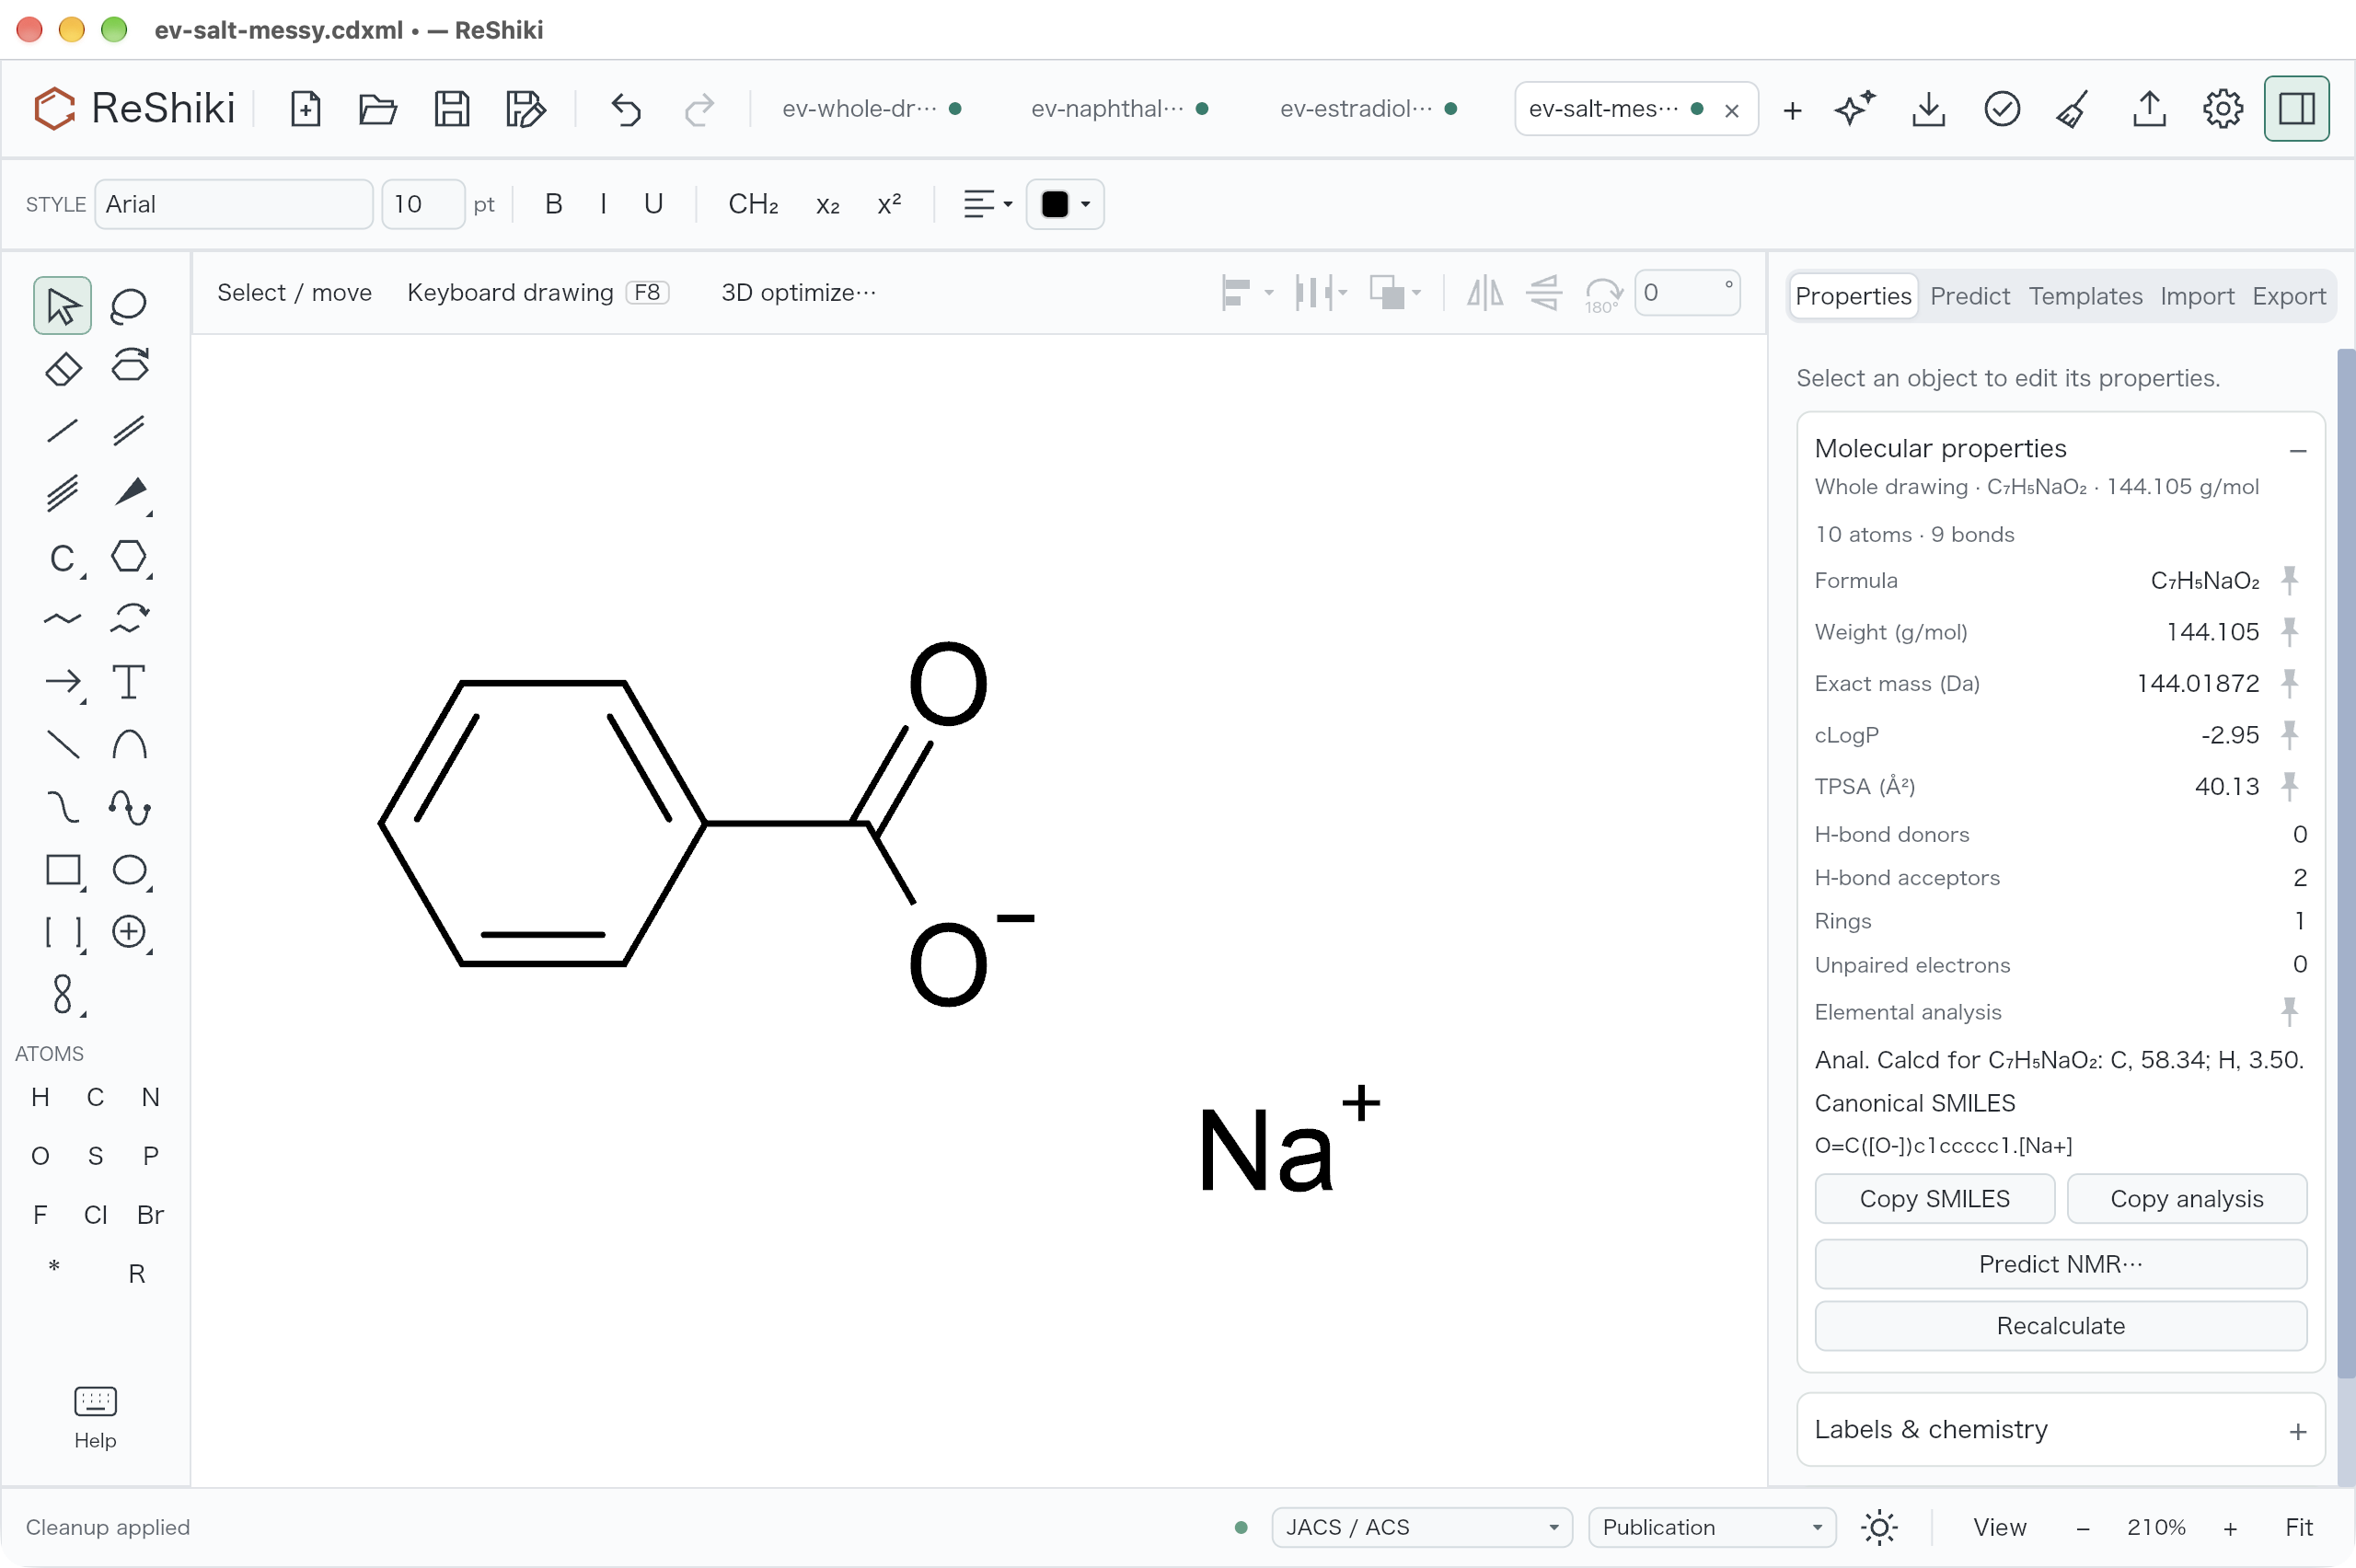 ev-salt-messy.cdxml • — ReShiki
ReShiki
ev-whole-dr··· ev-naphthal··· ev-estradiol··· ev-salt-mes··· × +
STYLE Arial 10 pt B I U CH₂ x₂ x²
Select / move Keyboard drawing F8 3D optimize···
180° 0 °
Properties Predict Templates Import Export
Select an object to edit its properties.
Molecular properties −
Whole drawing · C₇H₅NaO₂ · 144.105 g/mol
10 atoms · 9 bonds
Formula C₇H₅NaO₂
Weight (g/mol) 144.105
Exact mass (Da) 144.01872
cLogP -2.95
TPSA (Å²) 40.13
H-bond donors 0
H-bond acceptors 2
Rings 1
Unpaired electrons 0
Elemental analysis
Anal. Calcd for C₇H₅NaO₂: C, 58.34; H, 3.50.
Canonical SMILES
O=C([O-])c1ccccc1.[Na+]
Copy SMILES Copy analysis
Predict NMR···
Recalculate
Labels & chemistry +
O
O−
Na+
C
T
[ ]
ATOMS
H C N
O S P
F Cl Br
* R
Help
Cleanup applied
JACS / ACS Publication View − 210% + Fit